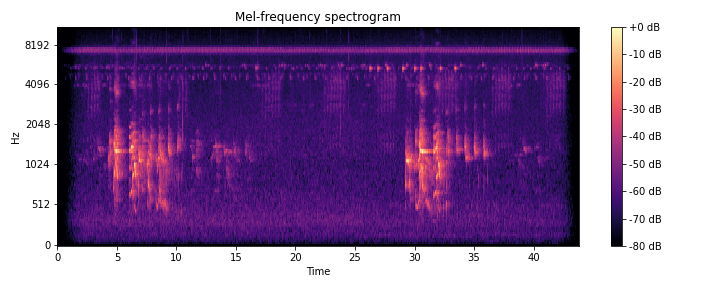 Mel-frequency spectrogram
Hz
8192
4096
2048
1024
512
0
0 5 10 15 20 25 30 35 40
Time
+0 dB
-10 dB
-20 dB
-30 dB
-40 dB
-50 dB
-60 dB
-70 dB
-80 dB